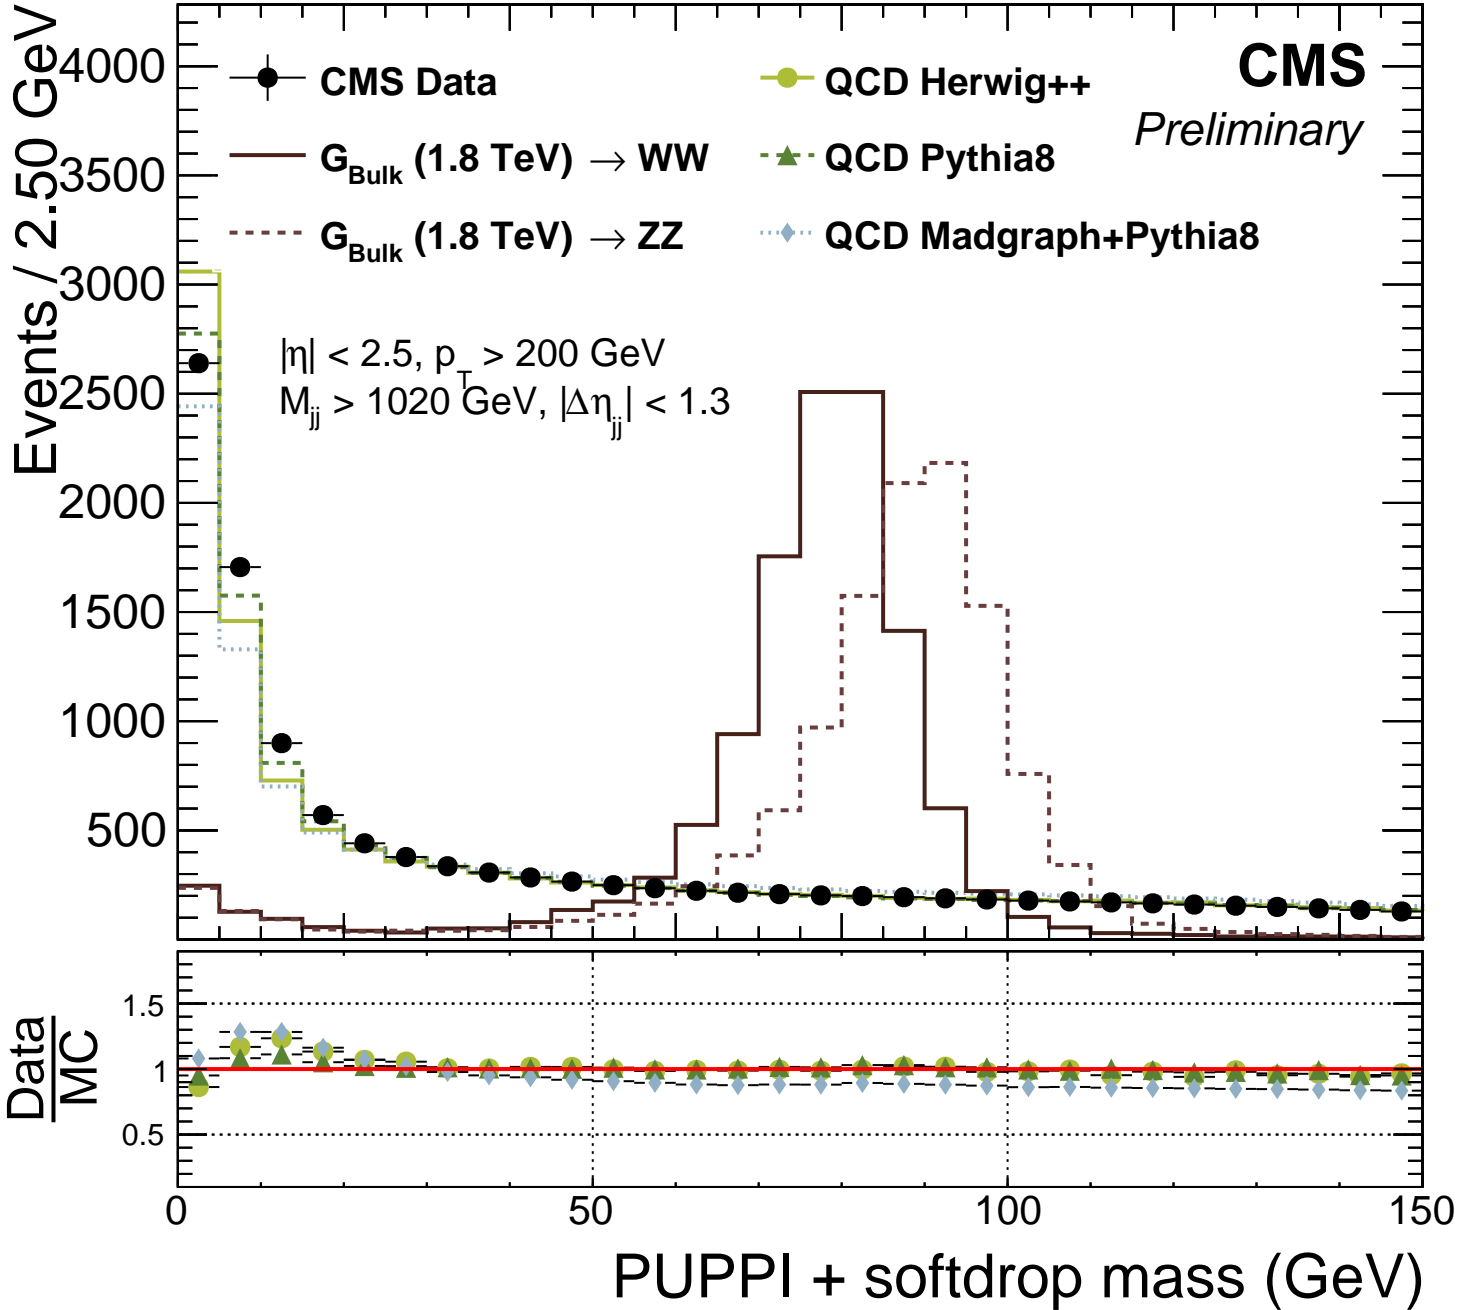 Events / 2.50 GeV
4000
3500
3000
2500
2000
1500
1000
500
CMS Data
G_Bulk (1.8 TeV) → WW
G_Bulk (1.8 TeV) → ZZ
QCD Herwig++
QCD Pythia8
QCD Madgraph+Pythia8
CMS
Preliminary
|η| < 2.5, p_T > 200 GeV
M_jj > 1020 GeV, |Δη_jj| < 1.3
Data
MC
1.5
1
0.5
0 50 100 150
PUPPI + softdrop mass (GeV)